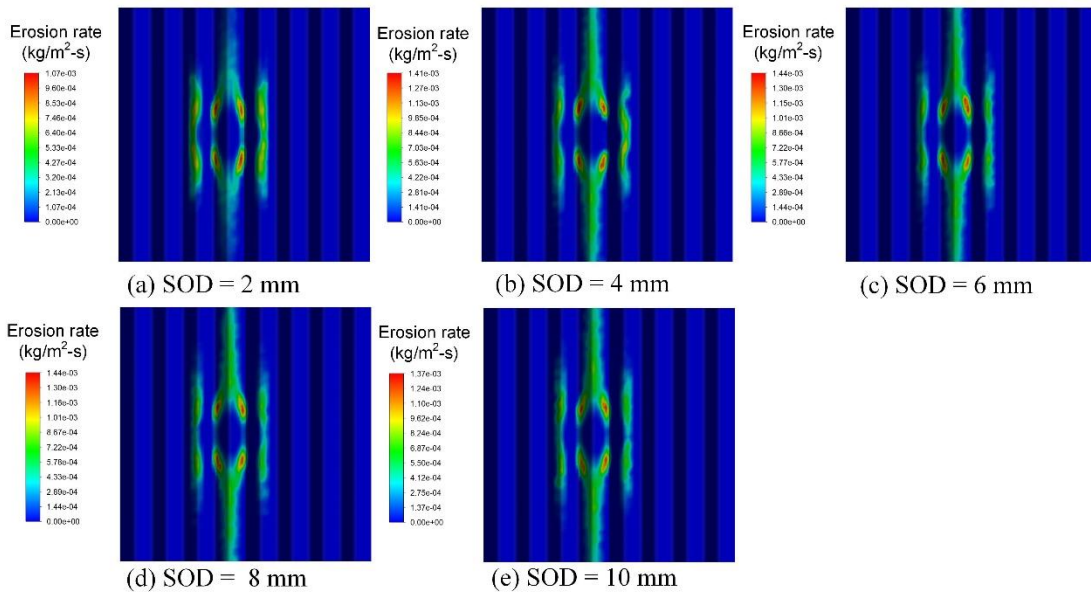 Erosion rate
(kg/m²-s)
1.07e-03
9.60e-04
8.53e-04
7.46e-04
6.40e-04
5.33e-04
4.27e-04
3.20e-04
2.13e-04
1.07e-04
0.00e+00
(a) SOD = 2 mm
Erosion rate
(kg/m²-s)
1.41e-03
1.27e-03
1.13e-03
9.85e-04
8.44e-04
7.03e-04
5.63e-04
4.22e-04
2.81e-04
1.41e-04
0.00e+00
(b) SOD = 4 mm
Erosion rate
(kg/m²-s)
1.44e-03
1.30e-03
1.15e-03
1.01e-03
8.66e-04
7.22e-04
5.77e-04
4.33e-04
2.89e-04
1.44e-04
0.00e+00
(c) SOD = 6 mm
Erosion rate
(kg/m²-s)
1.44e-03
1.30e-03
1.16e-03
1.01e-03
8.67e-04
7.22e-04
5.78e-04
4.33e-04
2.89e-04
1.44e-04
0.00e+00
(d) SOD = 8 mm
Erosion rate
(kg/m²-s)
1.37e-03
1.24e-03
1.10e-03
9.62e-04
8.24e-04
6.87e-04
5.50e-04
4.12e-04
2.75e-04
1.37e-04
0.00e+00
(e) SOD = 10 mm